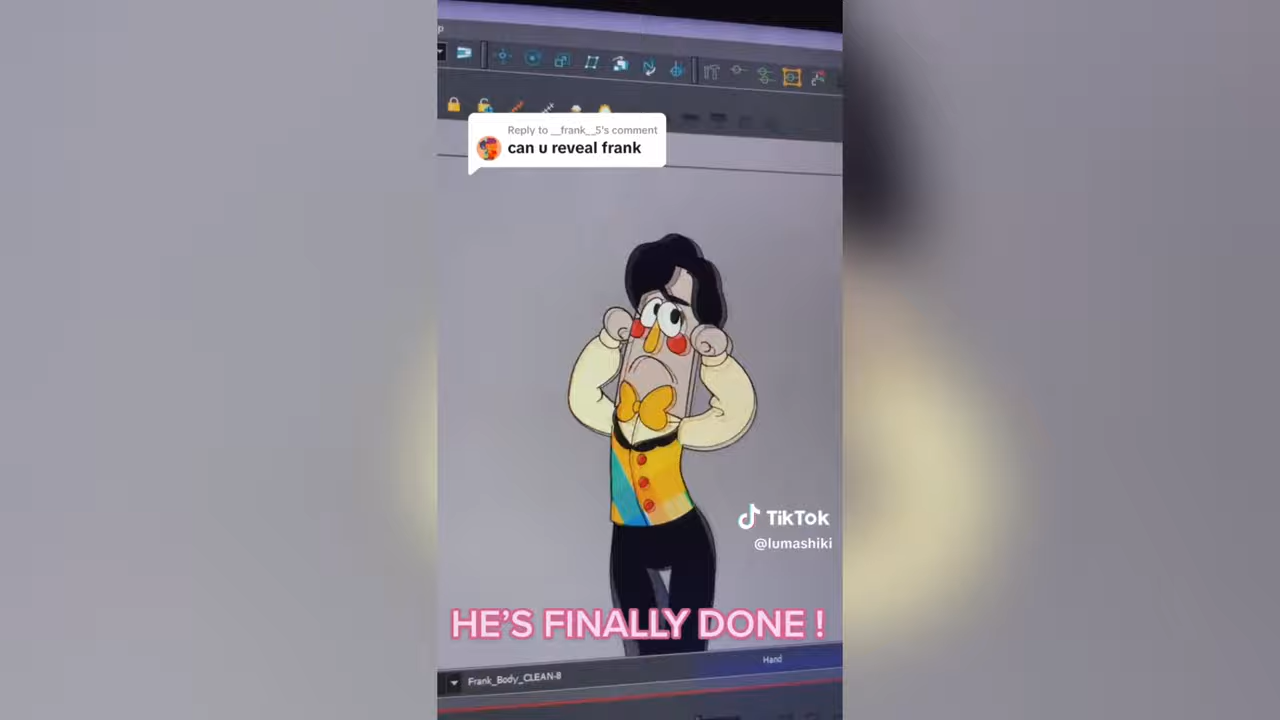 p
Reply to __frank__5's comment
can u reveal frank
TikTok
@lumashiki
HE'S FINALLY DONE !
Hand
Frank_Body_CLEAN-8